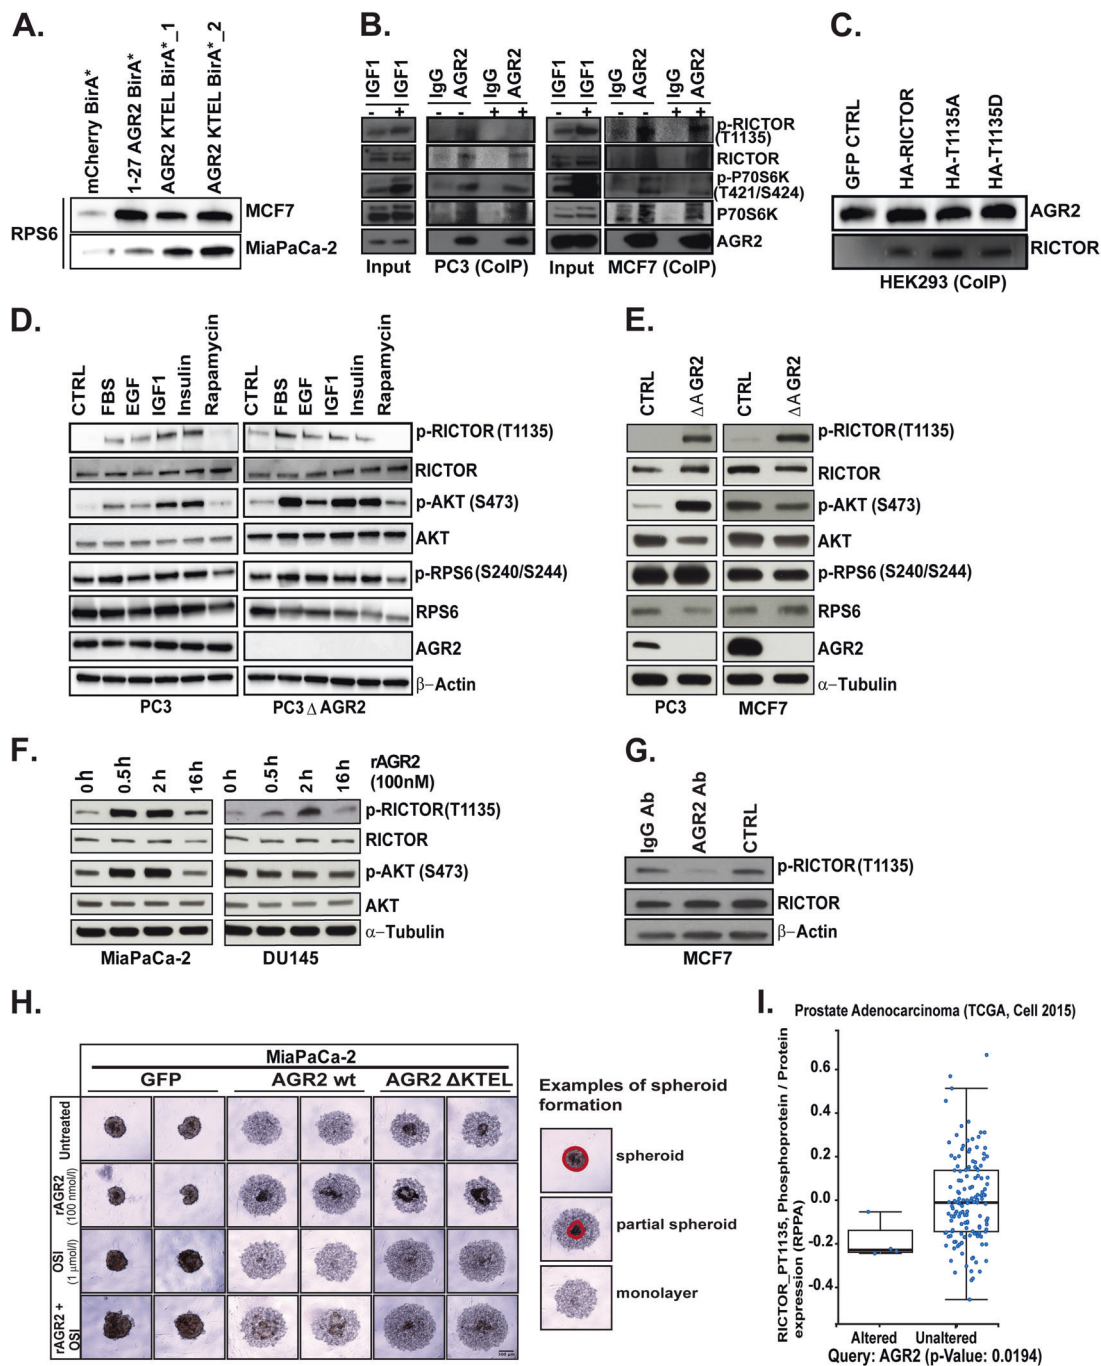 A.
mCherry BirA*
1-27 AGR2 BirA*
AGR2 KTEL BirA*_1
AGR2 KTEL BirA*_2
RPS6
MCF7
MiaPaCa-2
B.
IGF1 IGF1 IgG AGR2 IgG AGR2 IGF1 IGF1 IgG AGR2 IgG AGR2
- + - - + + - + - - + +
p-RICTOR
(T1135)
RICTOR
p-P70S6K
(T421/S424)
P70S6K
AGR2
Input PC3 (CoIP) Input MCF7 (CoIP)
C.
GFP CTRL
HA-RICTOR
HA-T1135A
HA-T1135D
AGR2
RICTOR
HEK293 (CoIP)
D.
CTRL FBS EGF IGF1 Insulin Rapamycin CTRL FBS EGF IGF1 Insulin Rapamycin
p-RICTOR (T1135)
RICTOR
p-AKT (S473)
AKT
p-RPS6 (S240/S244)
RPS6
AGR2
β-Actin
PC3 PC3 Δ AGR2
E.
CTRL ΔAGR2 CTRL ΔAGR2
p-RICTOR (T1135)
RICTOR
p-AKT (S473)
AKT
p-RPS6 (S240/S244)
RPS6
AGR2
α-Tubulin
PC3 MCF7
F.
0 h 0.5h 2 h 16 h 0 h 0.5h 2 h 16 h
rAGR2
(100nM)
p-RICTOR(T1135)
RICTOR
p-AKT (S473)
AKT
α-Tubulin
MiaPaCa-2 DU145
G.
IgG Ab
AGR2 Ab
CTRL
p-RICTOR (T1135)
RICTOR
β-Actin
MCF7
H.
MiaPaCa-2
GFP AGR2 wt AGR2 ΔKTEL
Untreated
rAGR2
(100 nmol/l)
OSI
(1 µmol/l)
rAGR2 +
OSI
Examples of spheroid
formation
spheroid
partial spheroid
monolayer
I.
Prostate Adenocarcinoma (TCGA, Cell 2015)
RICTOR_PT1135, Phosphoprotein / Protein
expression (RPPA)
0.6
0.4
0.2
0.0
-0.2
-0.4
Altered Unaltered
Query: AGR2 (p-Value: 0.0194)